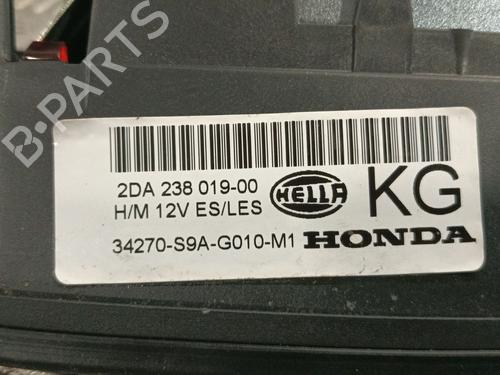 B-PARTS
2DA 238 019-00 HELLA KG
H/M 12V ES/LES
34270-S9A-G010-M1 HONDA